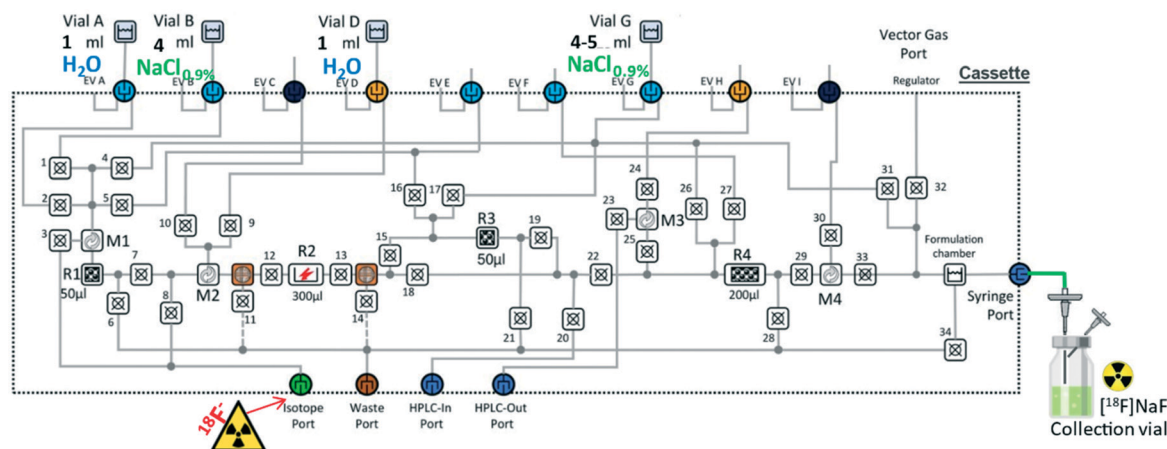 Vial A
1 ml
H2O
Vial B
4 ml
NaCl0.9%
Vial D
1 ml
H2O
Vial G
4-5 ml
NaCl0.9%
Vector Gas
Port
Regulator
Cassette
EV A
EV B
EV C
EV D
EV E
EV F
EV G
EV H
EV I
1
4
2
5
3
M1
R1
50µl
7
6
8
10
9
M2
11
12
R2
300µl
13
14
15
16
17
18
R3
50µl
19
21
20
22
23
24
M3
25
26
27
R4
200µl
28
29
30
M4
31
32
33
34
Formulation
chamber
Syringe
Port
18F-
Isotope
Port
Waste
Port
HPLC-In
Port
HPLC-Out
Port
[18F]NaF
Collection vial